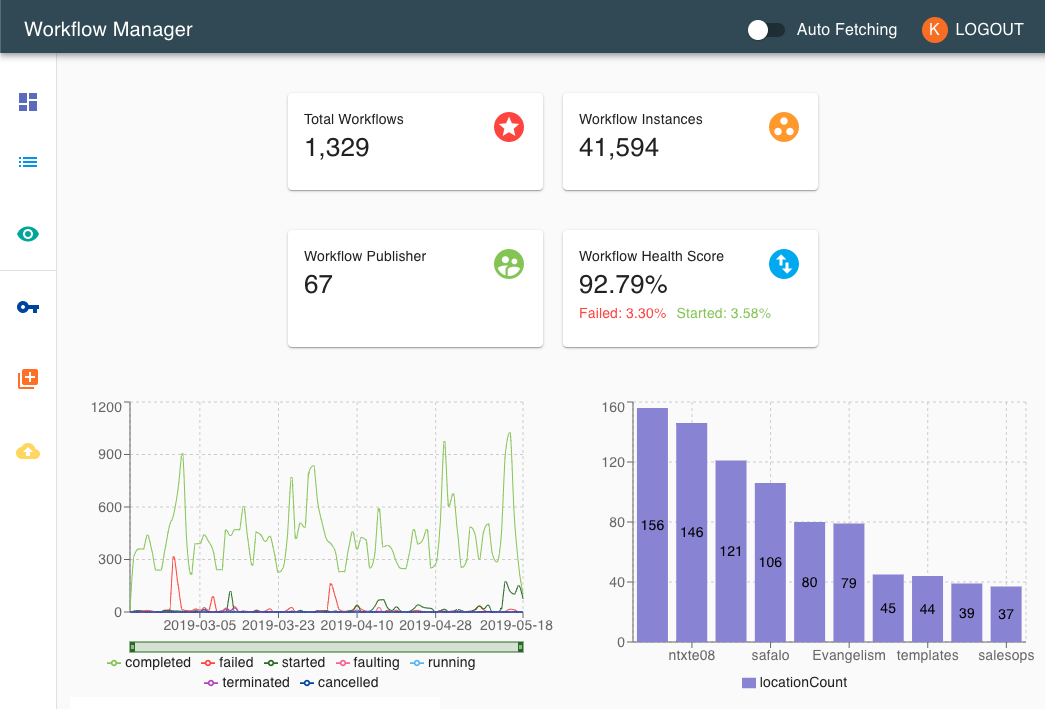 Workflow Manager
Auto Fetching
K
LOGOUT
Total Workflows
1,329
Workflow Instances
41,594
Workflow Publisher
67
Workflow Health Score
92.79%
Failed: 3.30% Started: 3.58%
1200
900
600
300
0
2019-03-05 2019-03-23 2019-04-10 2019-04-28 2019-05-18
completed failed started faulting running
terminated cancelled
160
120
80
40
0
156 146 121 106 80 79 45 44 39 37
ntxte08 safalo Evangelism templates salesops
locationCount